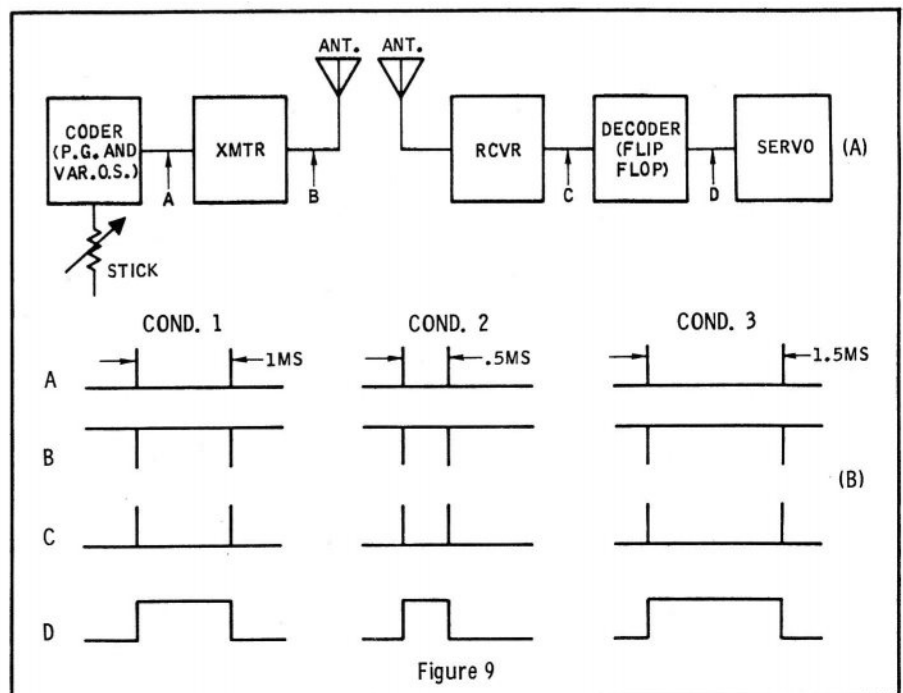 ANT. ANT.
CODER
(P.G. AND
VAR.O.S.)
XMTR
RCVR
DECODER
(FLIP
FLOP)
SERVO
(A)
A
B
C
D
STICK
COND. 1
COND. 2
COND. 3
A
1MS
.5MS
1.5MS
B
(B)
C
D
Figure 9